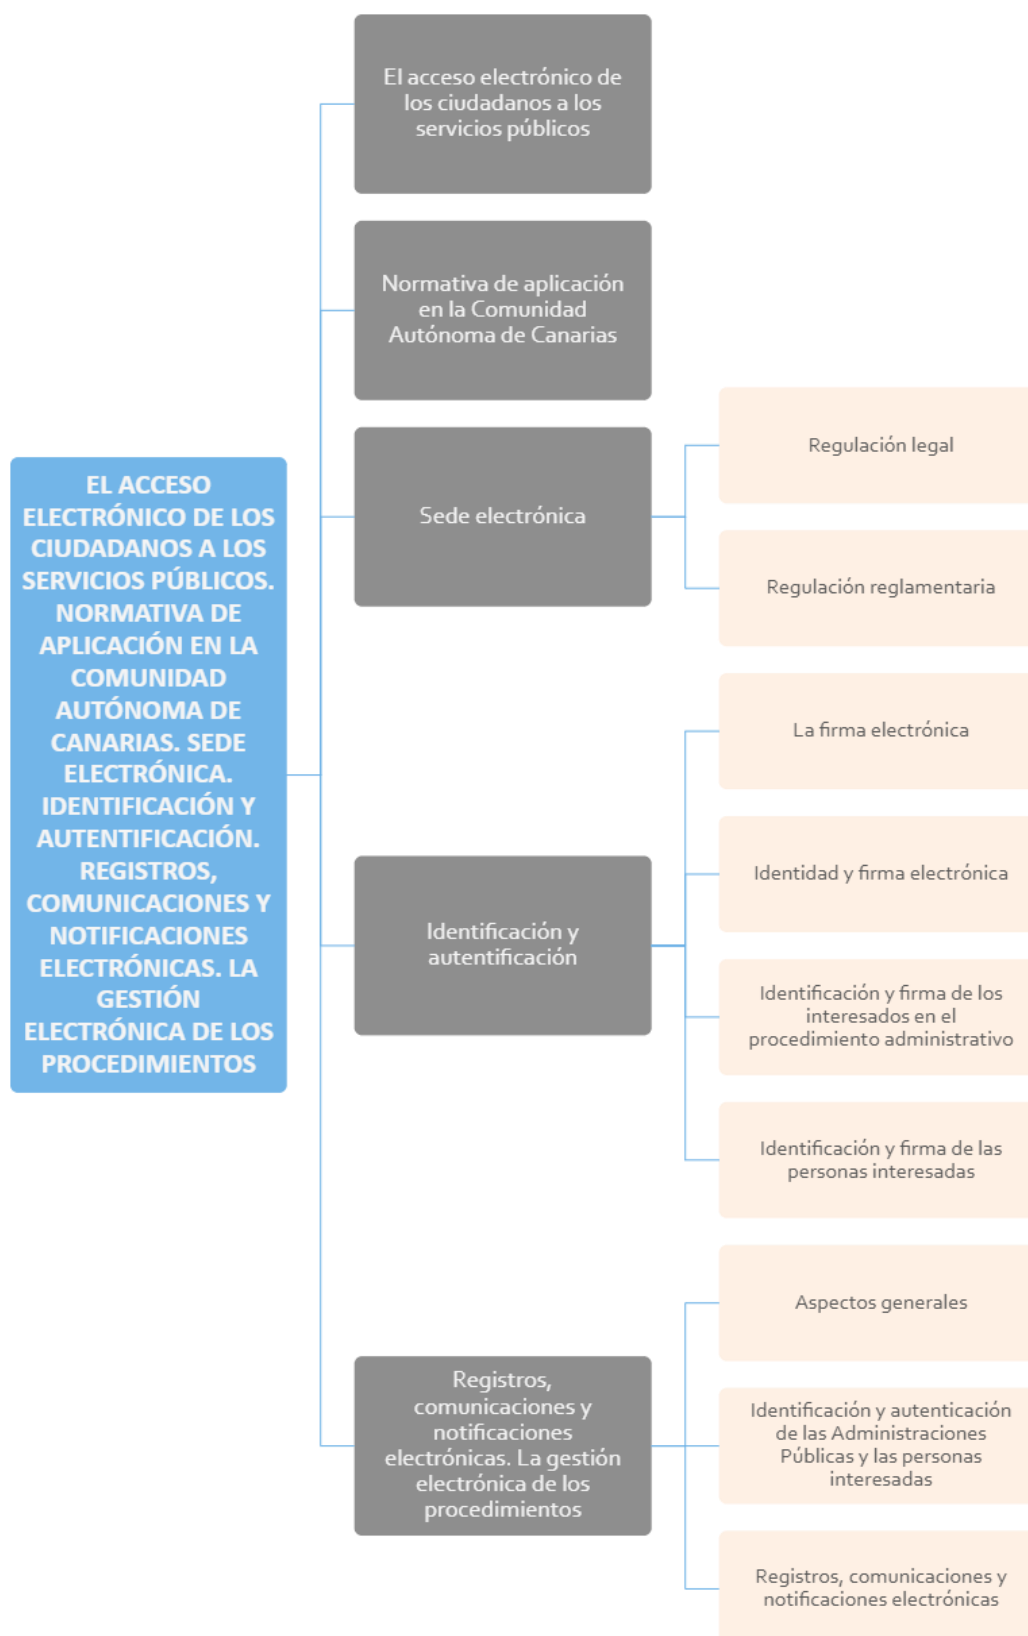 EL ACCESO
ELECTRÓNICO DE LOS
CIUDADANOS A LOS
SERVICIOS PÚBLICOS.
NORMATIVA DE
APLICACIÓN EN LA
COMUNIDAD
AUTÓNOMA DE
CANARIAS. SEDE
ELECTRÓNICA.
IDENTIFICACIÓN Y
AUTENTIFICACIÓN.
REGISTROS,
COMUNICACIONES Y
NOTIFICACIONES
ELECTRÓNICAS. LA
GESTIÓN
ELECTRÓNICA DE LOS
PROCEDIMIENTOS
El acceso electrónico de
los ciudadanos a los
servicios públicos
Normativa de aplicación
en la Comunidad
Autónoma de Canarias
Sede electrónica
Regulación legal
Regulación reglamentaria
Identificación y
autentificación
La firma electrónica
Identidad y firma electrónica
Identificación y firma de los
interesados en el
procedimiento administrativo
Identificación y firma de las
personas interesadas
Registros,
comunicaciones y
notificaciones
electrónicas. La gestión
electrónica de los
procedimientos
Aspectos generales
Identificación y autenticación
de las Administraciones
Públicas y las personas
interesadas
Registros, comunicaciones y
notificaciones electrónicas